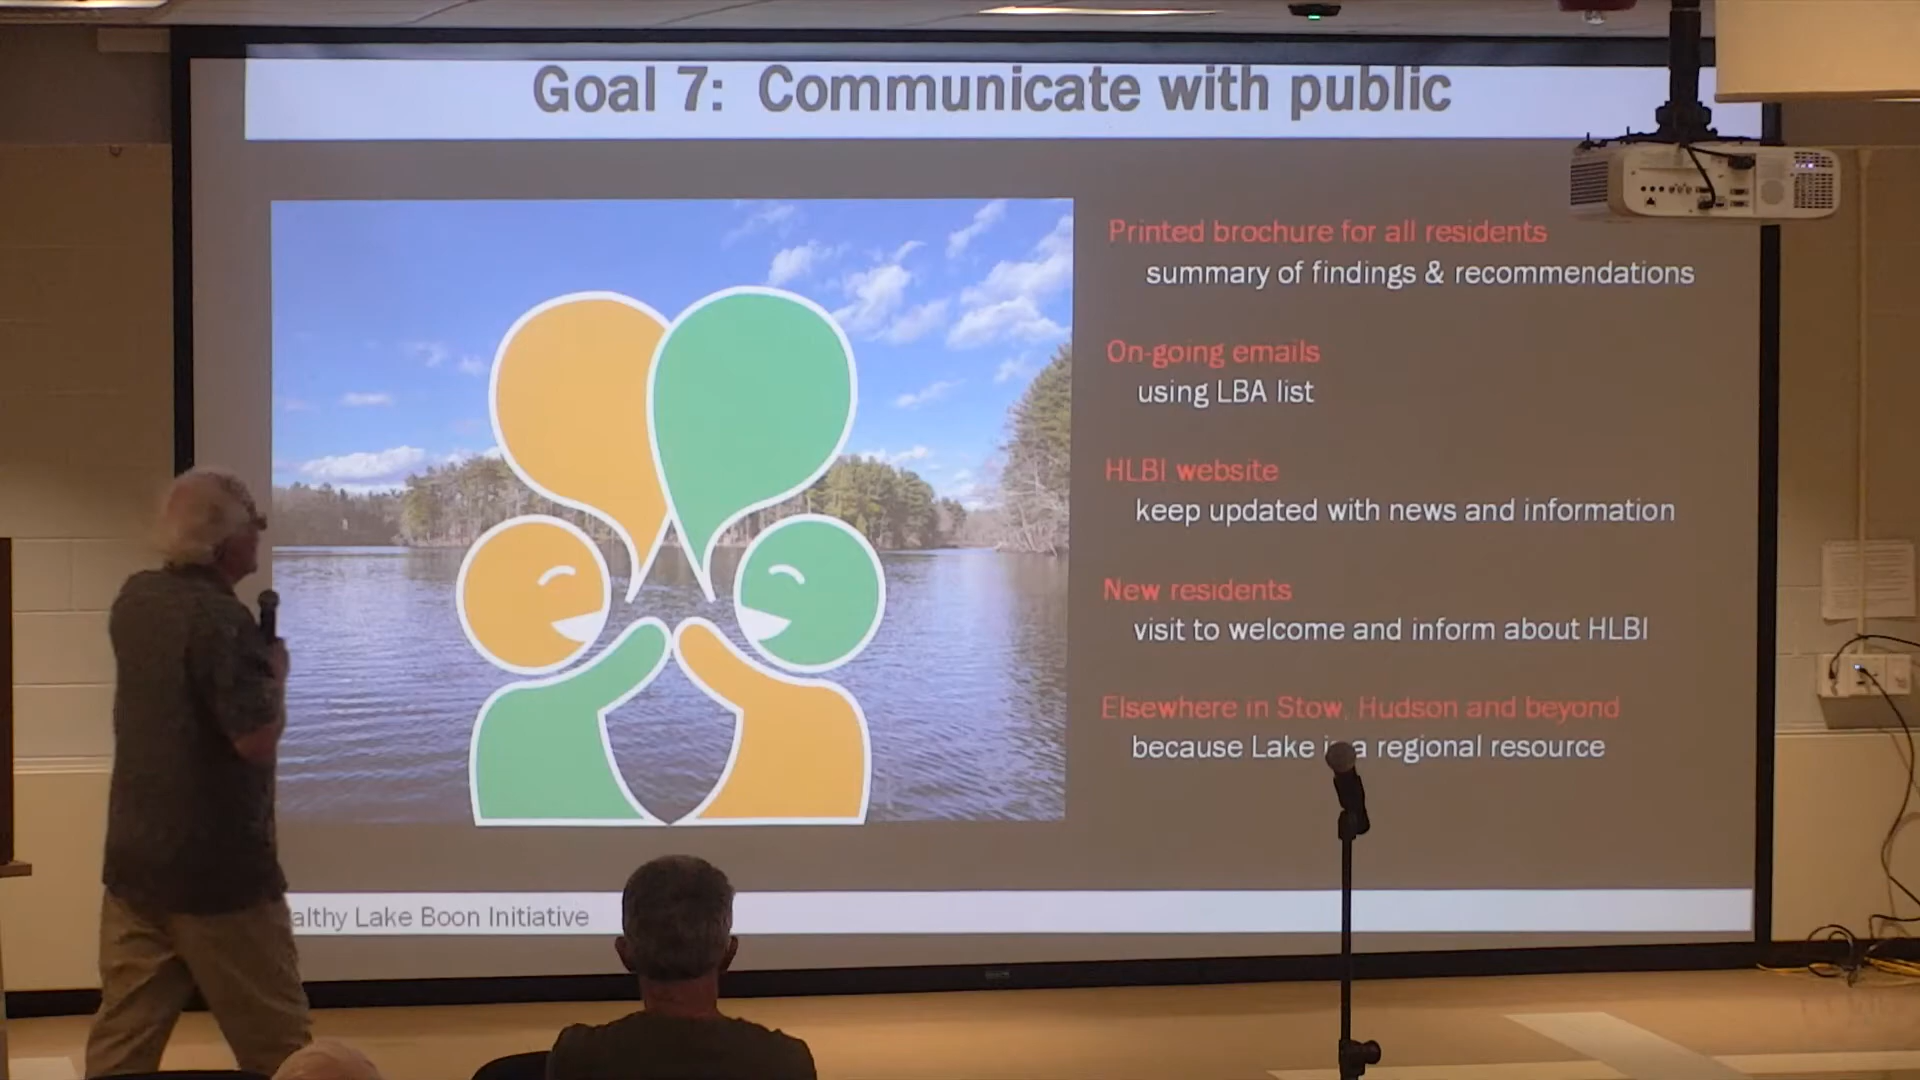 Goal 7: Communicate with public
Printed brochure for all residents
summary of findings & recommendations
On-going emails
using LBA list
HLBI website
keep updated with news and information
New residents
visit to welcome and inform about HLBI
Elsewhere in Stow, Hudson and beyond
because Lake is a regional resource
althy Lake Boon Initiative